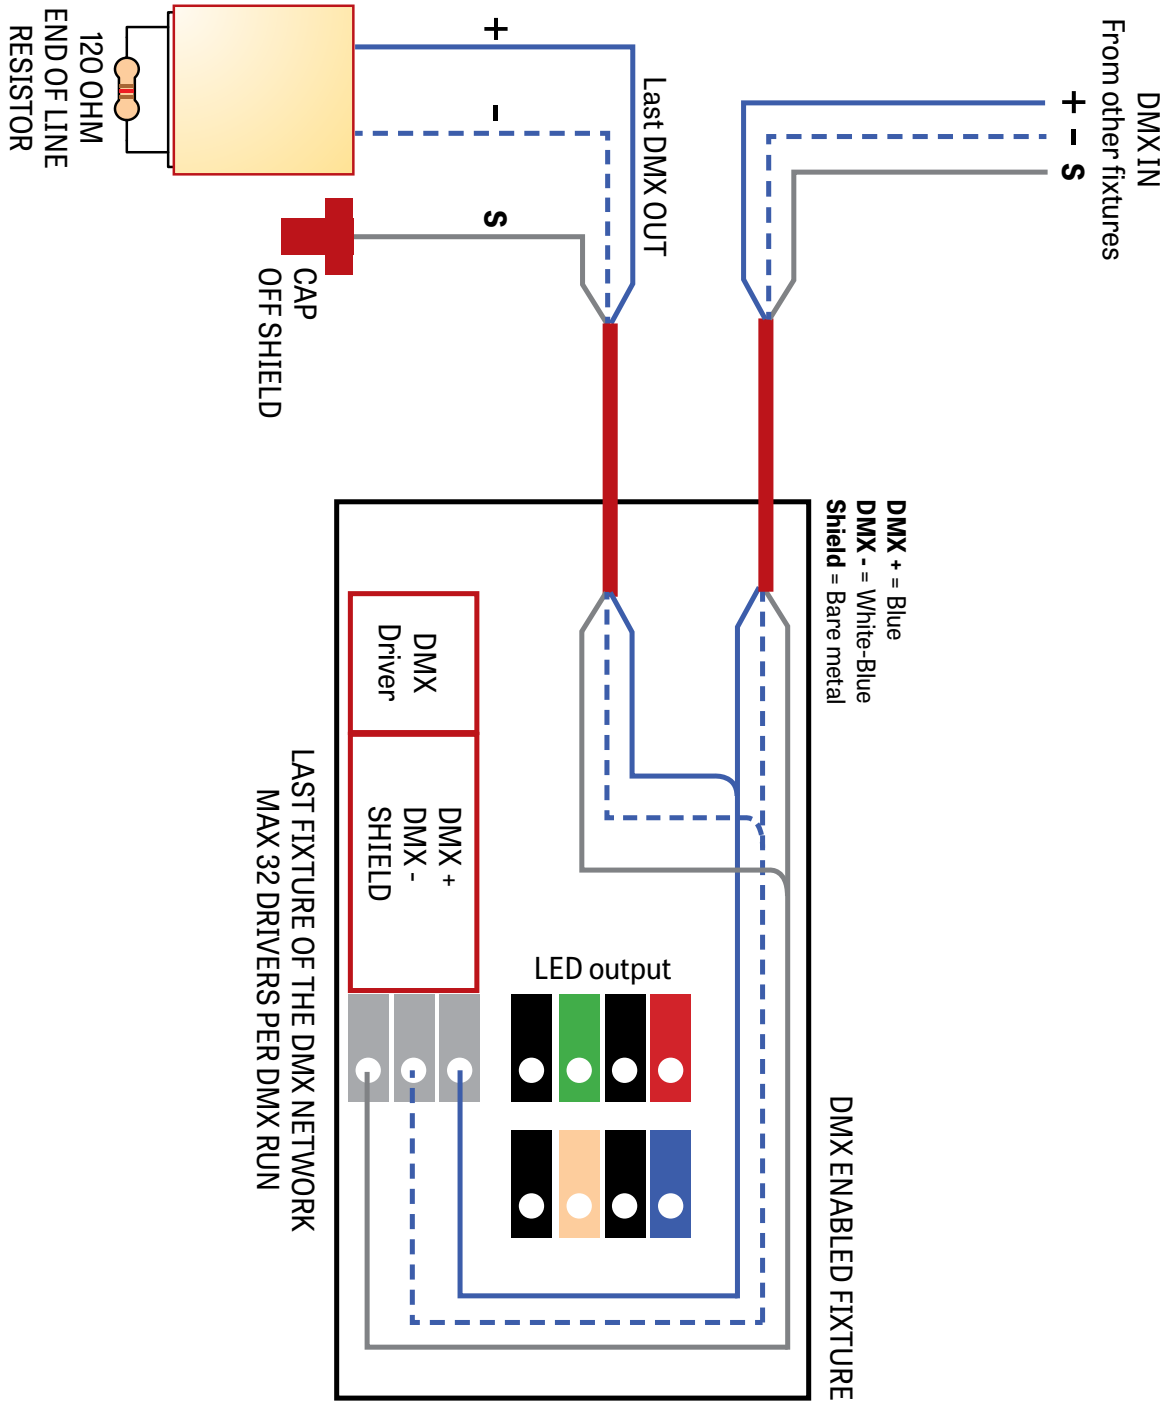 DMX IN
From other fixtures
+
-
S
Last DMX OUT
+
-
S
120 OHM
END OF LINE
RESISTOR
CAP
OFF SHIELD
DMX + = Blue
DMX - = White-Blue
Shield = Bare metal
DMX ENABLED FIXTURE
DMX
Driver
DMX +
DMX -
SHIELD
LED output
LAST FIXTURE OF THE DMX NETWORK
MAX 32 DRIVERS PER DMX RUN